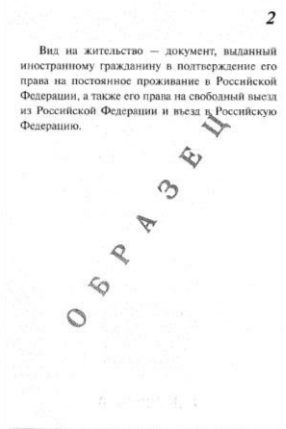 2
Вид на жительство — документ, выданный
иностранному гражданину в подтверждение его
права на постоянное проживание в Российской
Федерации, а также его права на свободный выезд
из Российской Федерации и въезд в Российскую
Федерацию.
ОБРАЗЕЦ